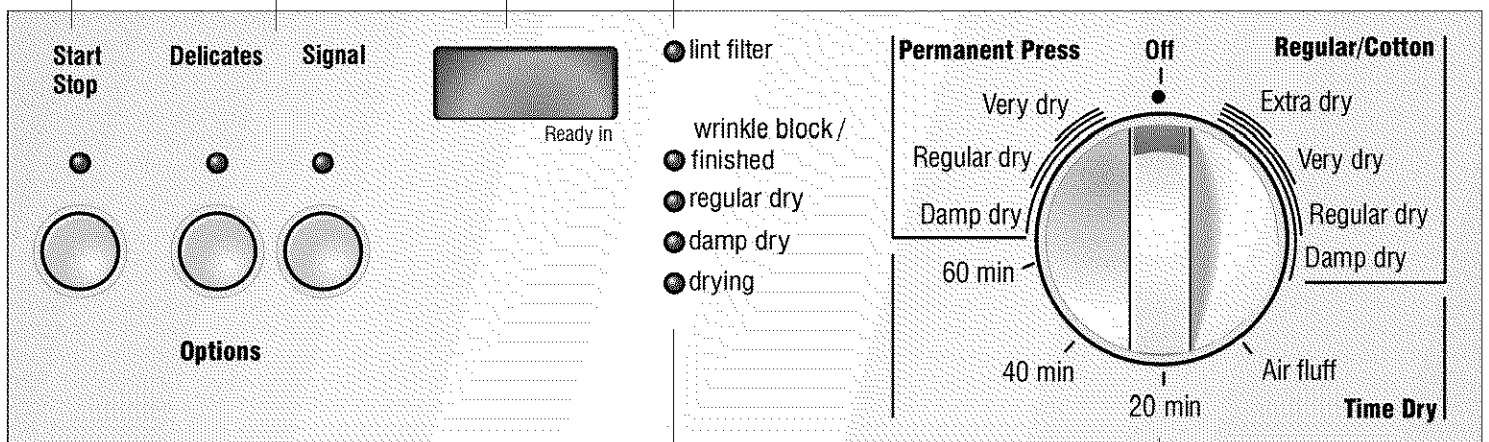 Start
Stop
Delicates
Signal
Options
Ready in
lint filter
wrinkle block /
finished
regular dry
damp dry
drying
Permanent Press
Off
Regular/Cotton
Very dry
Regular dry
Damp dry
Extra dry
Very dry
Regular dry
Damp dry
60 min
40 min
20 min
Air fluff
Time Dry